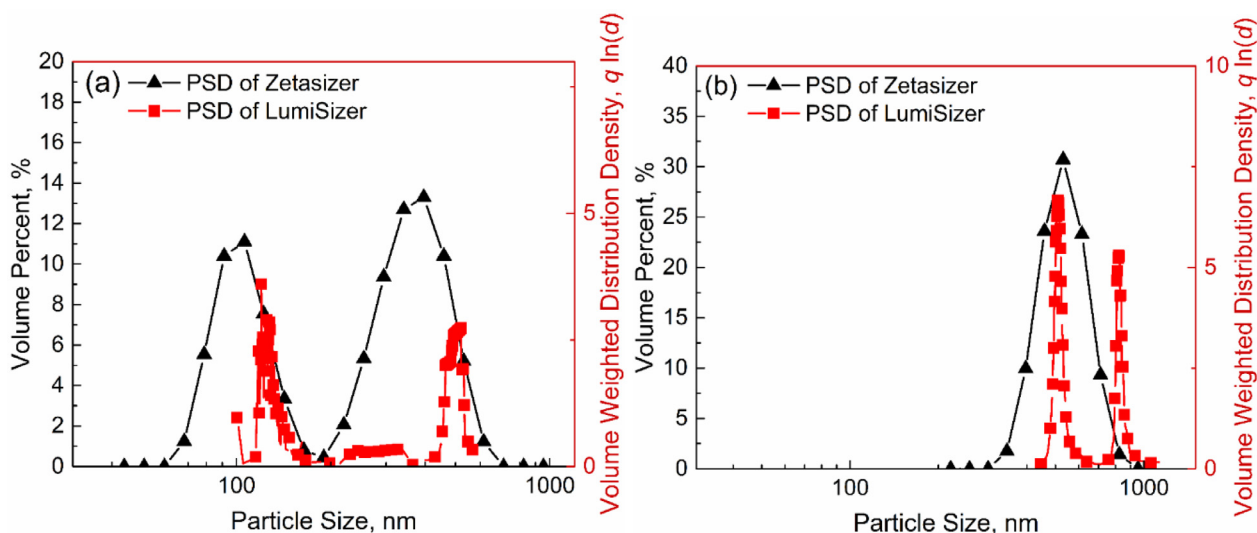 (a)
PSD of Zetasizer
PSD of LumiSizer
20
18
16
14
12
10
8
6
4
2
0
Volume Percent, %
100
1000
Particle Size, nm
5
0
Volume Weighted Distribution Density, q ln(d)
(b)
PSD of Zetasizer
PSD of LumiSizer
40
35
30
25
20
15
10
5
0
Volume Percent, %
100
1000
Particle Size, nm
10
5
0
Volume Weighted Distribution Density, q ln(d)